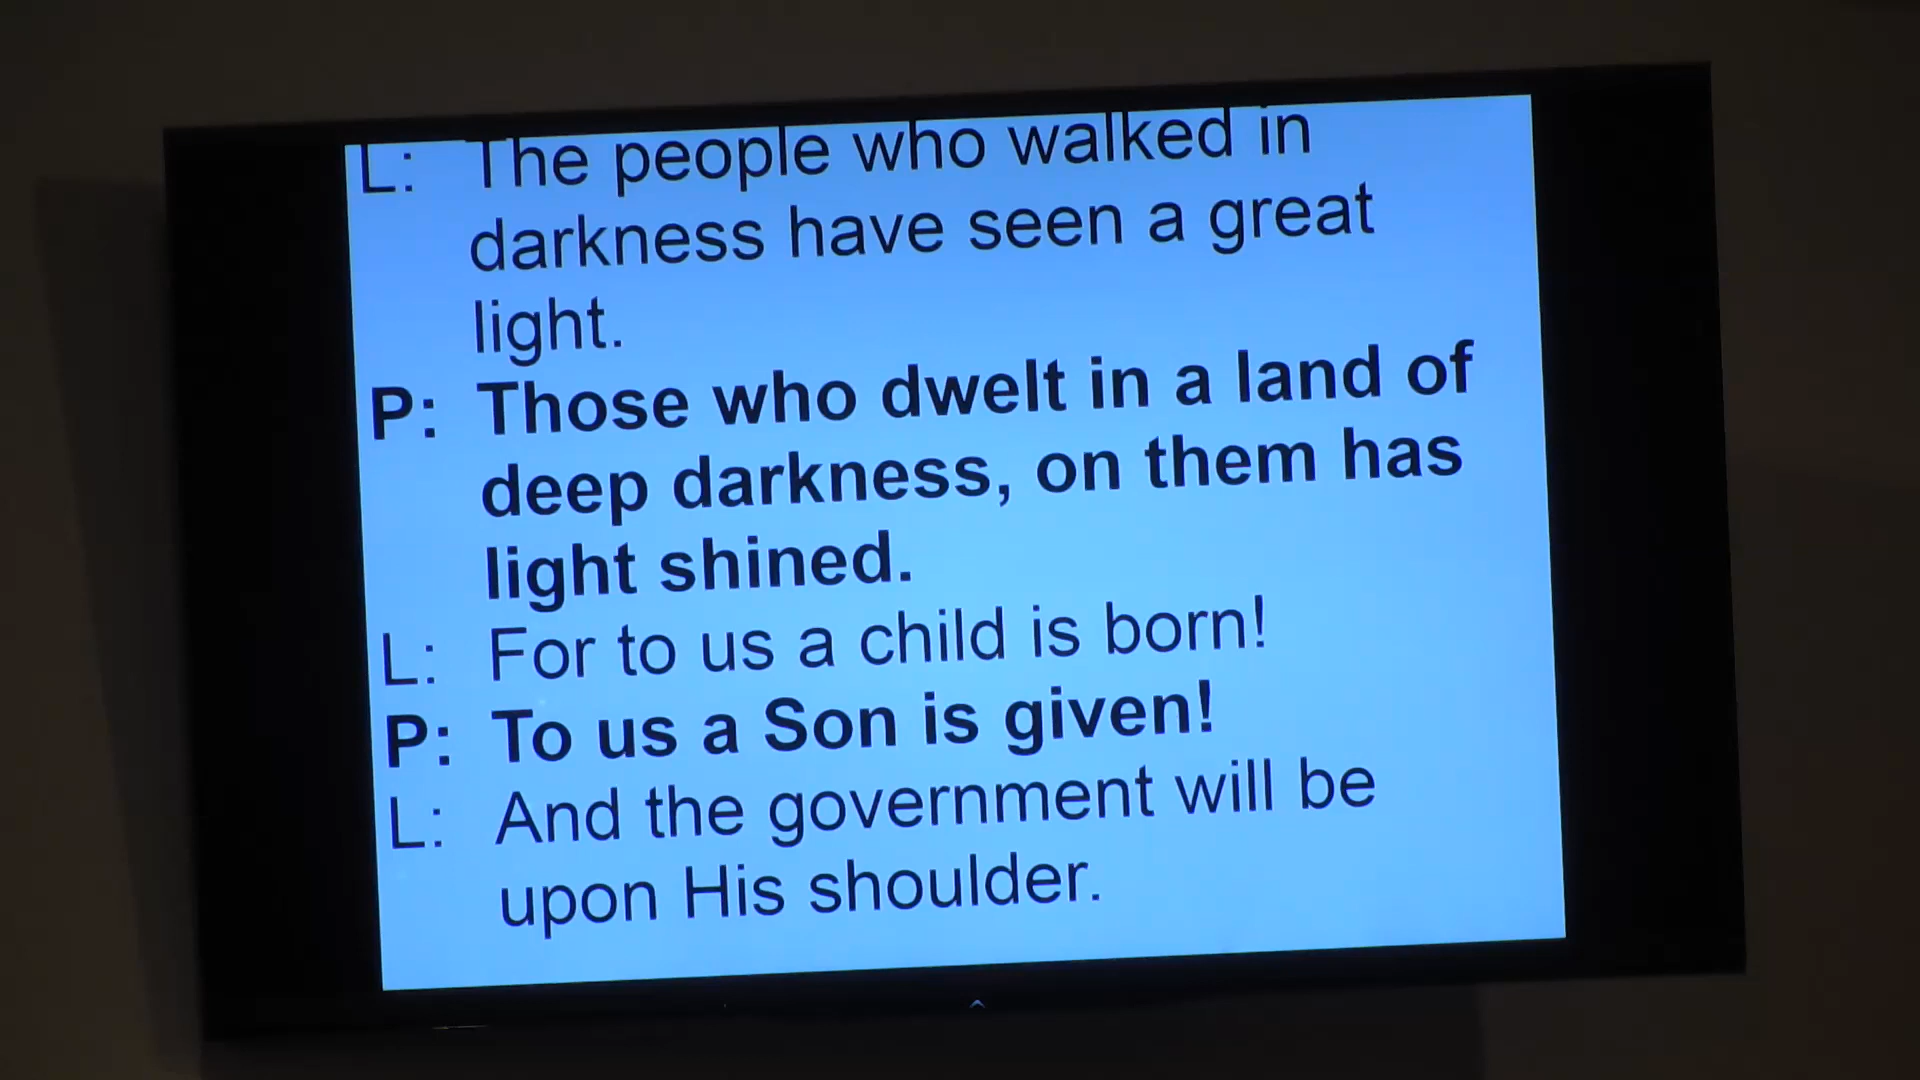 L: The people who walked in
darkness have seen a great
light.
P: Those who dwelt in a land of
deep darkness, on them has
light shined.
L: For to us a child is born!
P: To us a Son is given!
L: And the government will be
upon His shoulder.